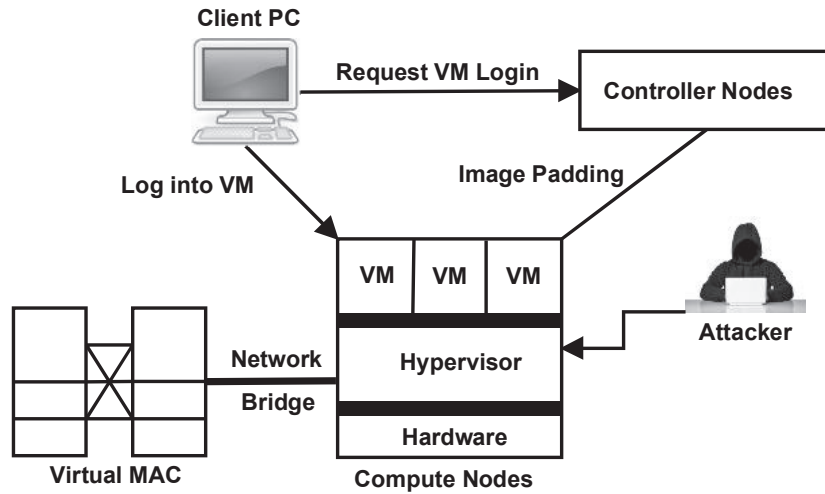 Client PC
Request VM Login
Controller Nodes
Log into VM
Image Padding
VM VM VM
Attacker
Network
Bridge
Hypervisor
Hardware
Virtual MAC
Compute Nodes